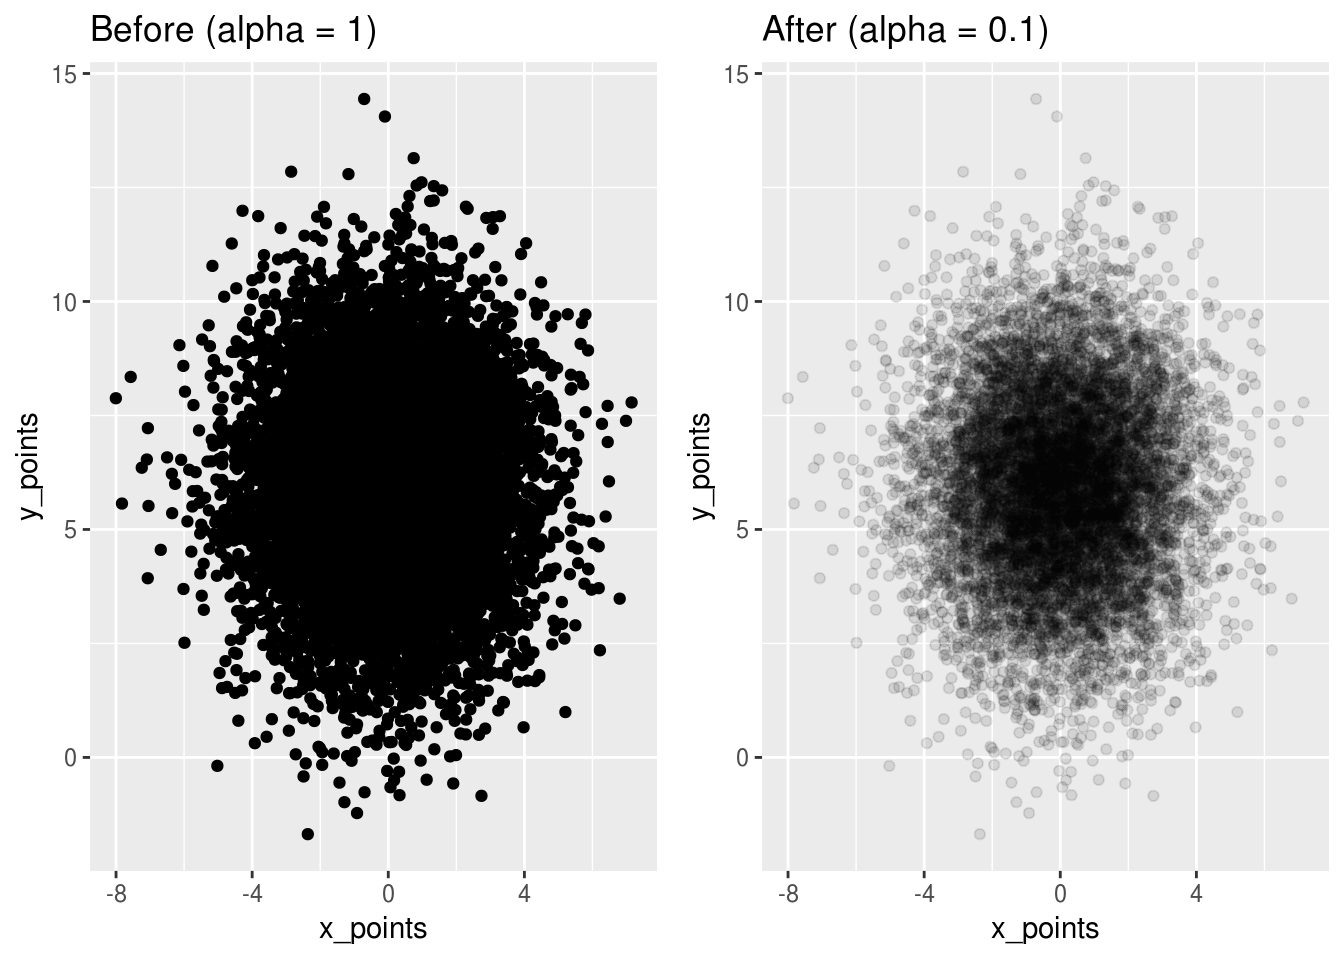 Before (alpha = 1)
15
10
5
0
y_points
-8 -4 0 4
x_points
After (alpha = 0.1)
15
10
5
0
y_points
-8 -4 0 4
x_points